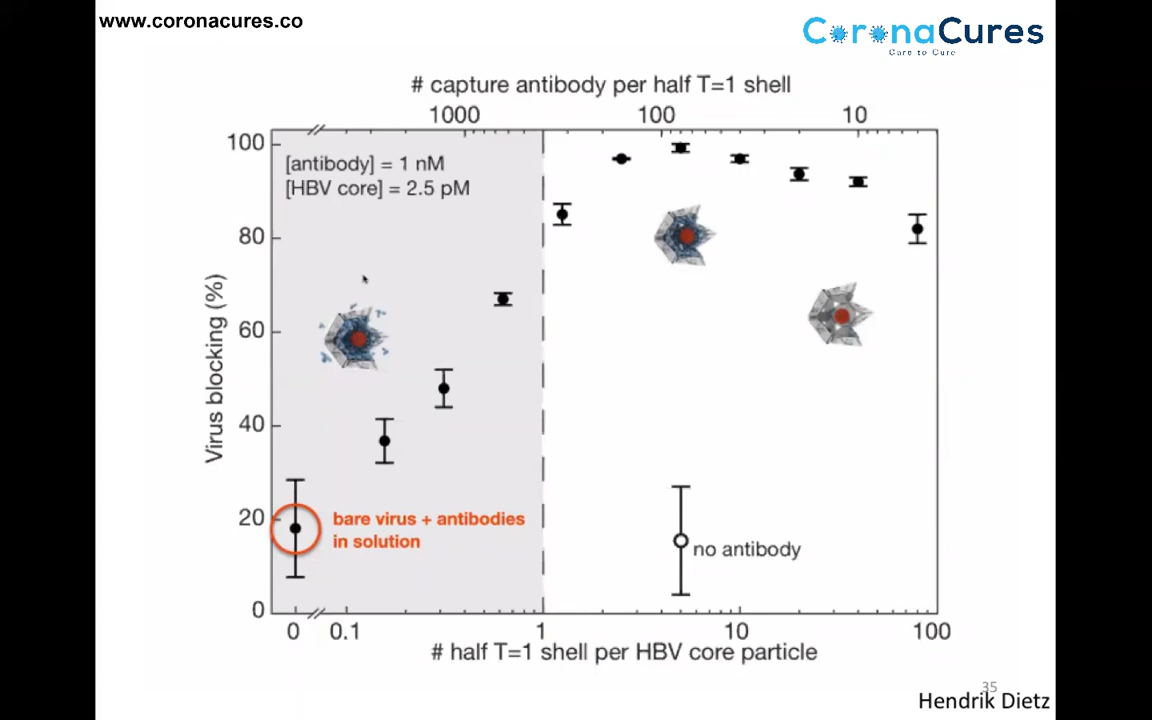 www.coronacures.co
CoronaCures
Care to Cure
# capture antibody per half T=1 shell
1000 100 10
100
[antibody] = 1 nM
[HBV core] = 2.5 pM
80
60
40
20
0
Virus blocking (%)
bare virus + antibodies
in solution
no antibody
0 0.1 1 10 100
# half T=1 shell per HBV core particle
35
Hendrik Dietz